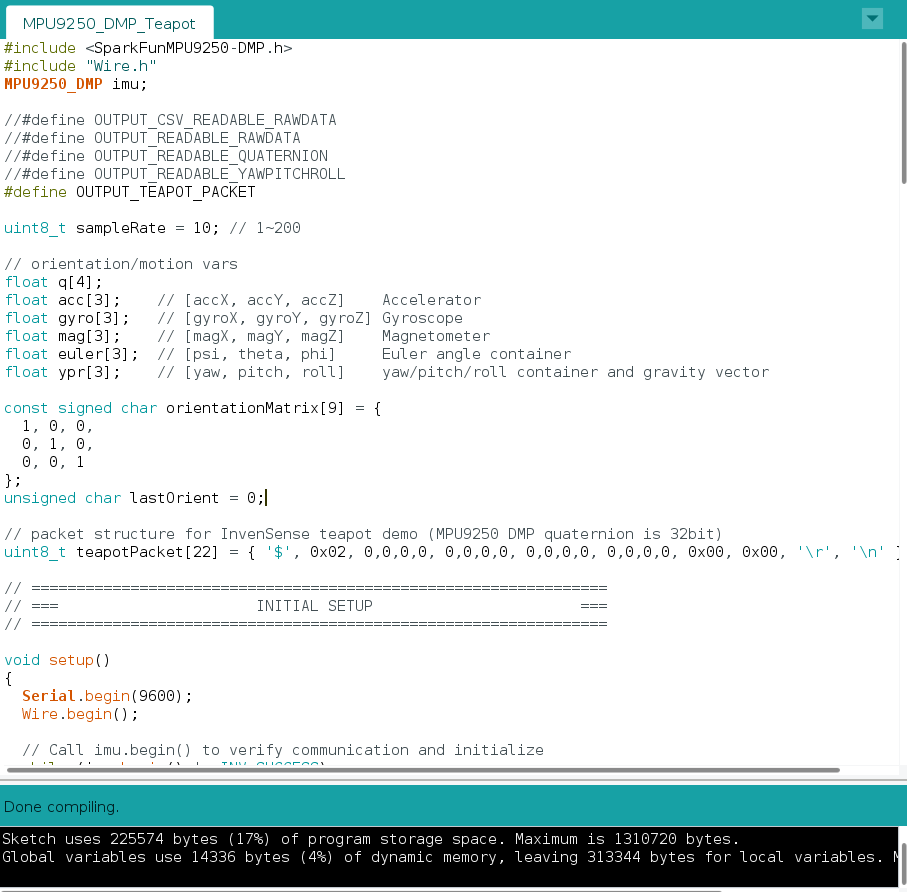 MPU9250_DMP_Teapot
#include <SparkFunMPU9250-DMP.h>
#include "Wire.h"
MPU9250_DMP imu;
//#define OUTPUT_CSV_READABLE_RAWDATA
//#define OUTPUT_READABLE_RAWDATA
//#define OUTPUT_READABLE_QUATERNION
//#define OUTPUT_READABLE_YAWPITCHROLL
#define OUTPUT_TEAPOT_PACKET
uint8_t sampleRate = 10; // 1~200
// orientation/motion vars
float q[4];
float acc[3];    // [accX, accY, accZ]    Accelerator
float gyro[3];   // [gyroX, gyroY, gyroZ] Gyroscope
float mag[3];    // [magX, magY, magZ]    Magnetometer
float euler[3];  // [psi, theta, phi]     Euler angle container
float ypr[3];    // [yaw, pitch, roll]    yaw/pitch/roll container and gravity vector
const signed char orientationMatrix[9] = {
  1, 0, 0,
  0, 1, 0,
  0, 0, 1
};
unsigned char lastOrient = 0;
// packet structure for InvenSense teapot demo (MPU9250 DMP quaternion is 32bit)
uint8_t teapotPacket[22] = { '$', 0x02, 0,0,0,0, 0,0,0,0, 0,0,0,0, 0,0,0,0, 0x00, 0x00, '\r', '\n'
// ================================================================
// ===                      INITIAL SETUP                       ===
// ================================================================
void setup()
{
  Serial.begin(9600);
  Wire.begin();
  // Call imu.begin() to verify communication and initialize
Done compiling.
Sketch uses 225574 bytes (17%) of program storage space. Maximum is 1310720 bytes.
Global variables use 14336 bytes (4%) of dynamic memory, leaving 313344 bytes for local variables.